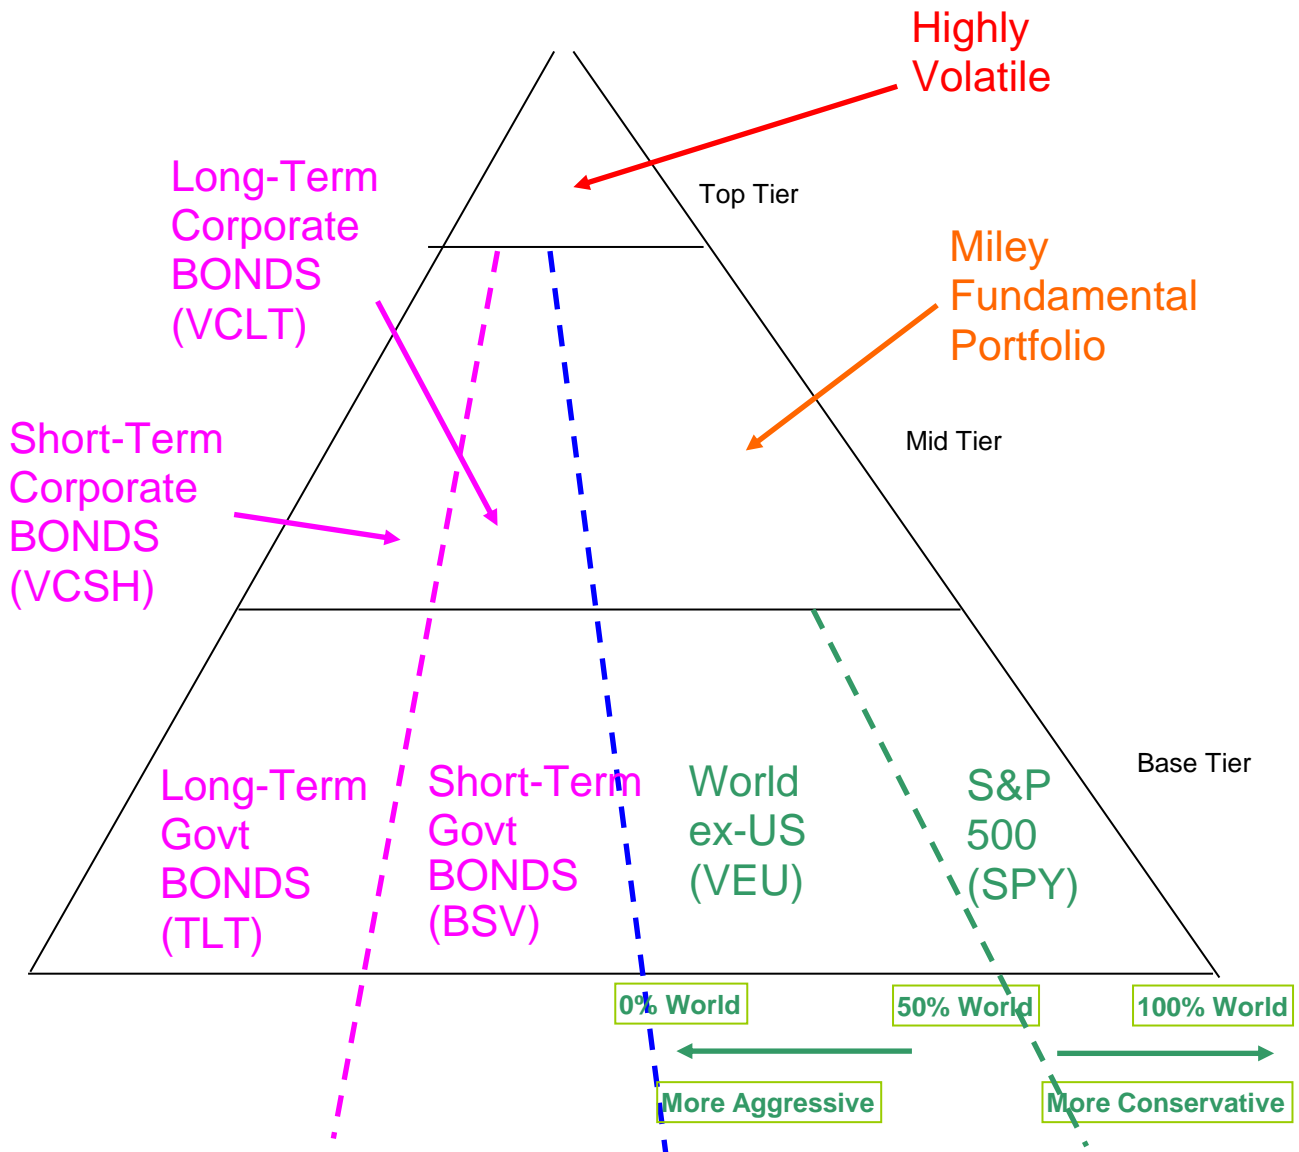 Highly
Volatile
Long-Term
Corporate
BONDS
(VCLT)
Top Tier
Miley
Fundamental
Portfolio
Short-Term
Corporate
BONDS
(VCSH)
Mid Tier
Long-Term
Govt
BONDS
(TLT)
Short-Term
Govt
BONDS
(BSV)
World
ex-US
(VEU)
S&P
500
(SPY)
Base Tier
0% World
50% World
100% World
More Aggressive
More Conservative